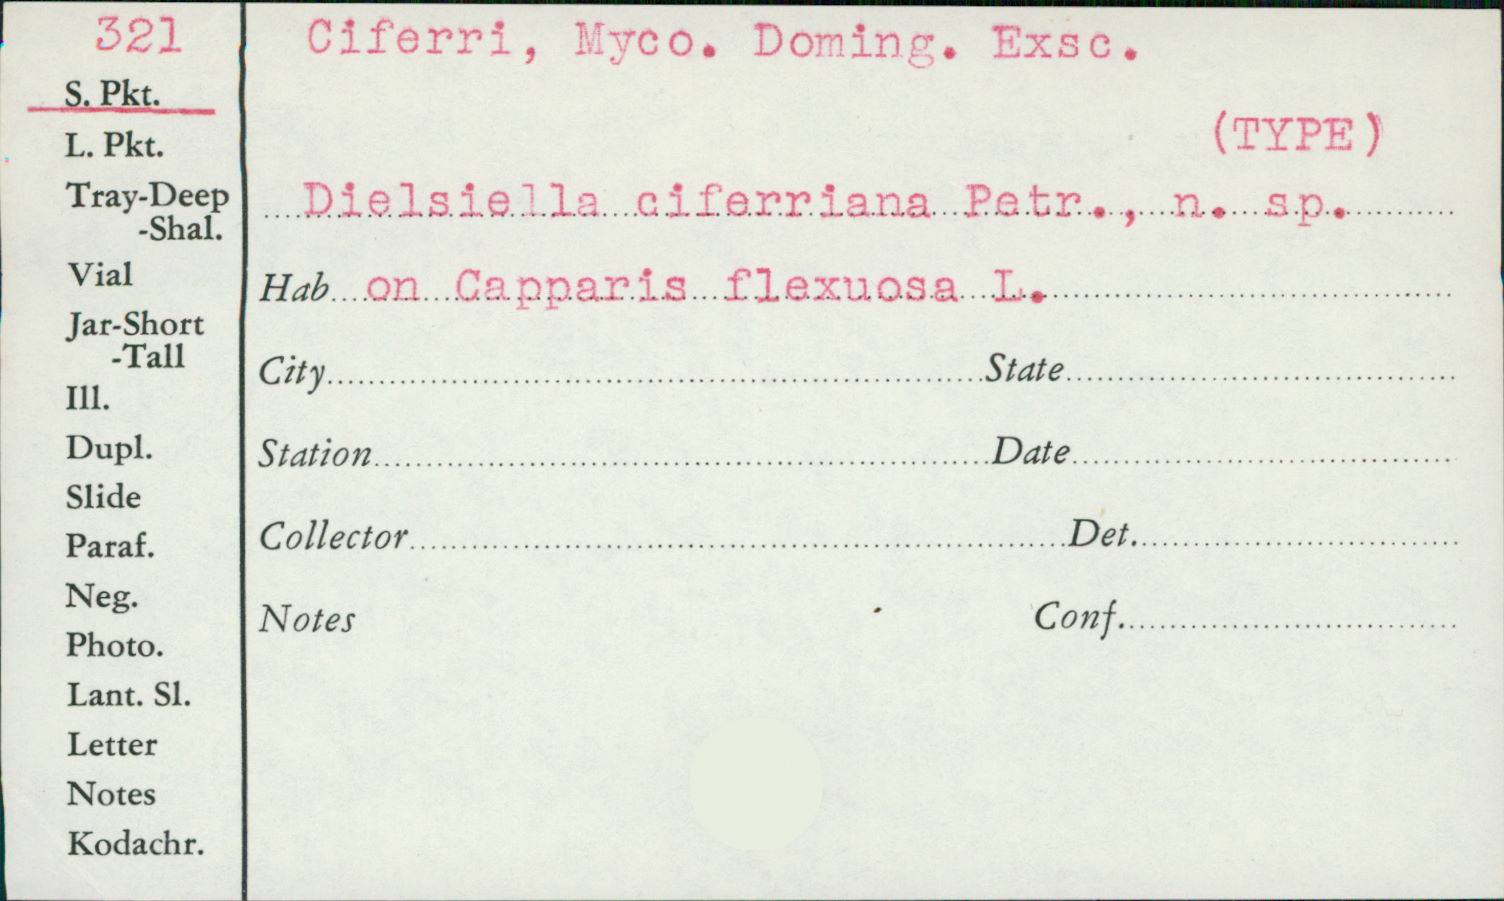 321
S. Pkt.
L. Pkt.
Tray-Deep
-Shal.
Vial
Jar-Short
-Tall
Ill.
Dupl.
Slide
Paraf.
Neg.
Photo.
Lant. Sl.
Letter
Notes
Kodachr.
Ciferri, Myco. Doming. Exsc.
(TYPE)
Dielsiella ciferriana Petr., n. sp.
Hab on Capparis flexuosa L.
City State
Station Date
Collector Det.
Notes Conf.